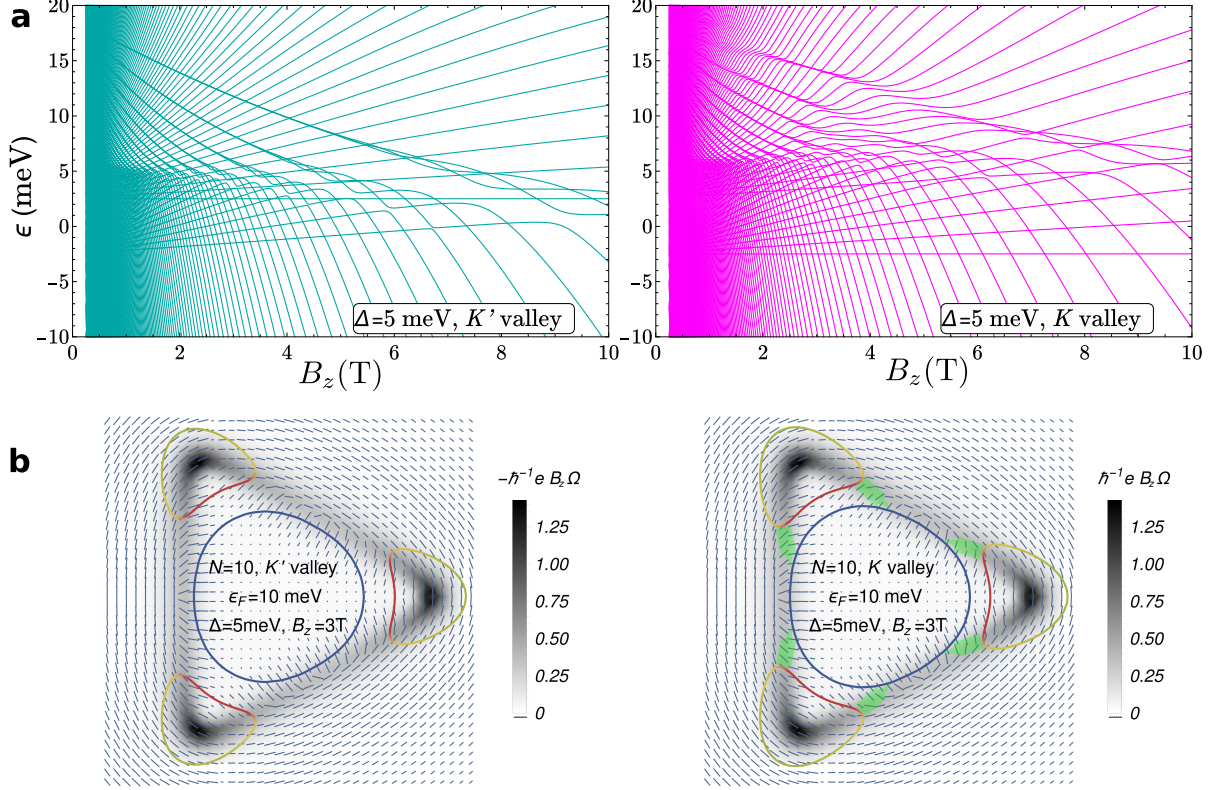 a
20
15
10
5
0
−5
−10
ϵ (meV)
Δ=5 meV, K' valley
0 2 4 6 8 10
B_z(T)
20
15
10
5
0
−5
−10
Δ=5 meV, K valley
0 2 4 6 8 10
B_z(T)
b
N=10, K' valley
ϵ_F=10 meV
Δ=5meV, B_z=3T
−ℏ⁻¹e B_z Ω
1.25
1.00
0.75
0.50
0.25
0
N=10, K valley
ϵ_F=10 meV
Δ=5meV, B_z=3T
ℏ⁻¹e B_z Ω
1.25
1.00
0.75
0.50
0.25
0